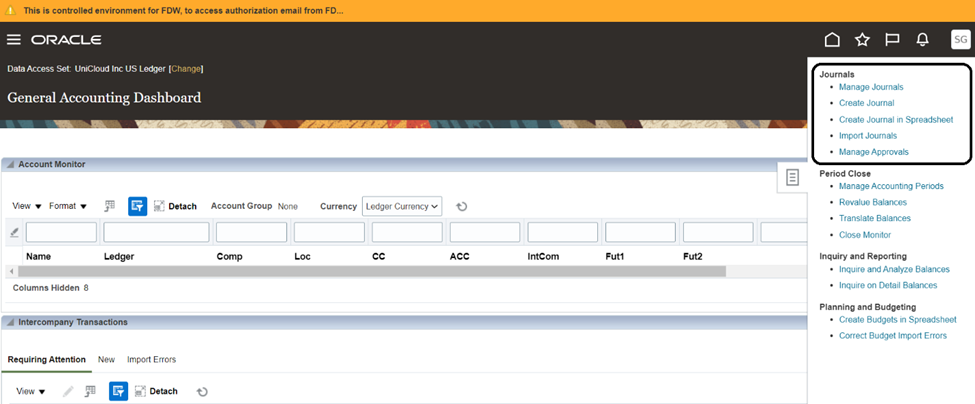 This is controlled environment for FDW, to access authorization email from FD...
ORACLE
SG
Data Access Set: UniCloud Inc US Ledger [Change]
General Accounting Dashboard
Account Monitor
View Format Detach Account Group None Currency Ledger Currency
Name Ledger Comp Loc CC ACC IntCom Fut1 Fut2
Columns Hidden 8
Intercompany Transactions
Requiring Attention New Import Errors
View Detach
Journals
Manage Journals
Create Journal
Create Journal in Spreadsheet
Import Journals
Manage Approvals
Period Close
Manage Accounting Periods
Revalue Balances
Translate Balances
Close Monitor
Inquiry and Reporting
Inquire and Analyze Balances
Inquire on Detail Balances
Planning and Budgeting
Create Budgets in Spreadsheet
Correct Budget Import Errors